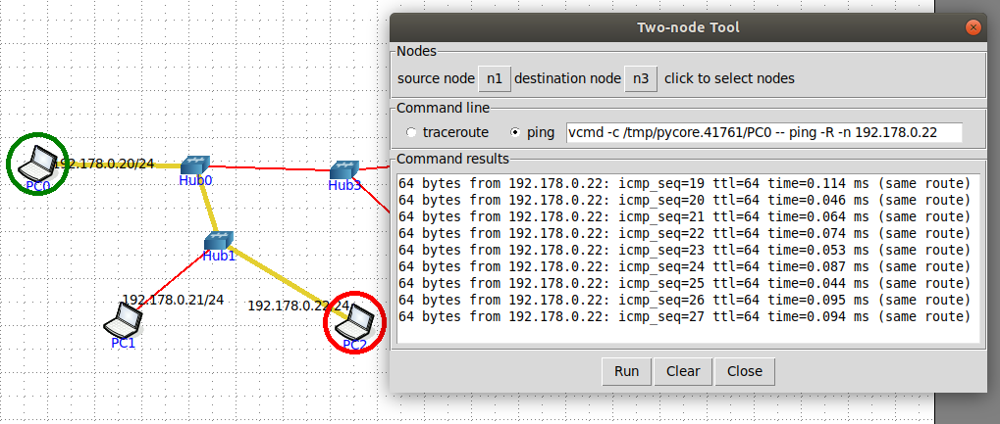 192.178.0.20/24
PC0
Hub0
Hub3
Hub1
192.178.0.21/24
PC1
192.178.0.22/24
PC2
Two-node Tool
Nodes
source node n1 destination node n3 click to select nodes
Command line
traceroute ping vcmd -c /tmp/pycore.41761/PC0 -- ping -R -n 192.178.0.22
Command results
64 bytes from 192.178.0.22: icmp_seq=19 ttl=64 time=0.114 ms (same route)
64 bytes from 192.178.0.22: icmp_seq=20 ttl=64 time=0.046 ms (same route)
64 bytes from 192.178.0.22: icmp_seq=21 ttl=64 time=0.064 ms (same route)
64 bytes from 192.178.0.22: icmp_seq=22 ttl=64 time=0.074 ms (same route)
64 bytes from 192.178.0.22: icmp_seq=23 ttl=64 time=0.053 ms (same route)
64 bytes from 192.178.0.22: icmp_seq=24 ttl=64 time=0.087 ms (same route)
64 bytes from 192.178.0.22: icmp_seq=25 ttl=64 time=0.044 ms (same route)
64 bytes from 192.178.0.22: icmp_seq=26 ttl=64 time=0.095 ms (same route)
64 bytes from 192.178.0.22: icmp_seq=27 ttl=64 time=0.094 ms (same route)
Run Clear Close